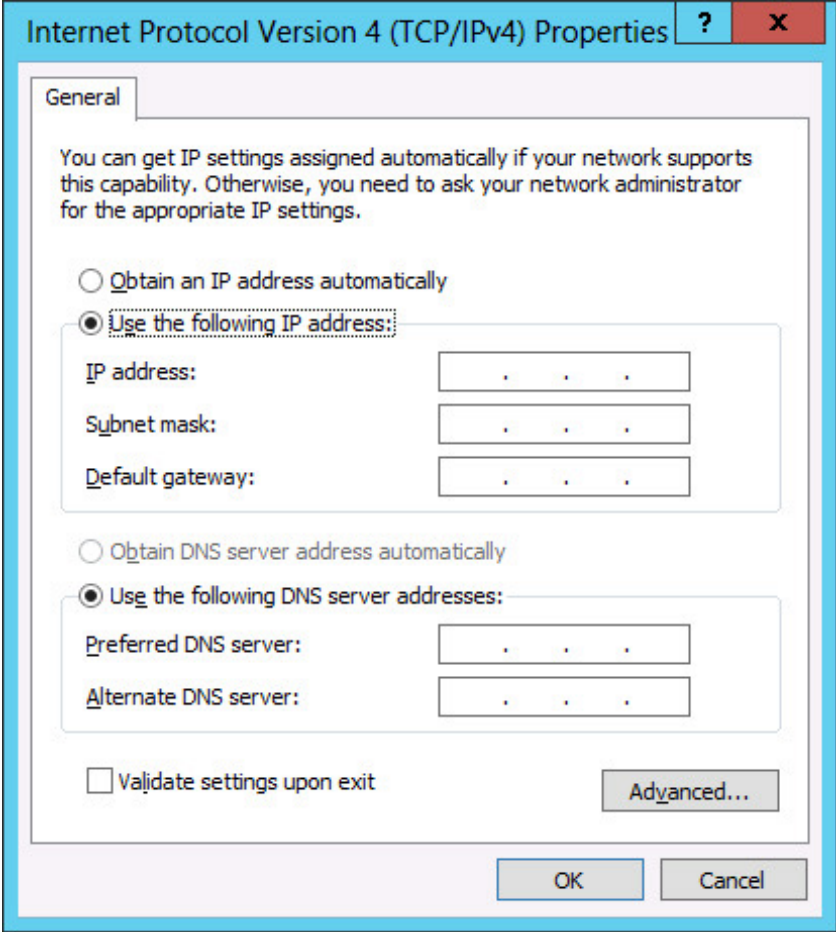 Internet Protocol Version 4 (TCP/IPv4) Properties
?
x
General
You can get IP settings assigned automatically if your network supports
this capability. Otherwise, you need to ask your network administrator
for the appropriate IP settings.
Obtain an IP address automatically
Use the following IP address:
IP address: . . .
Subnet mask: . . .
Default gateway: . . .
Obtain DNS server address automatically
Use the following DNS server addresses:
Preferred DNS server: . . .
Alternate DNS server: . . .
Validate settings upon exit
Advanced...
OK
Cancel